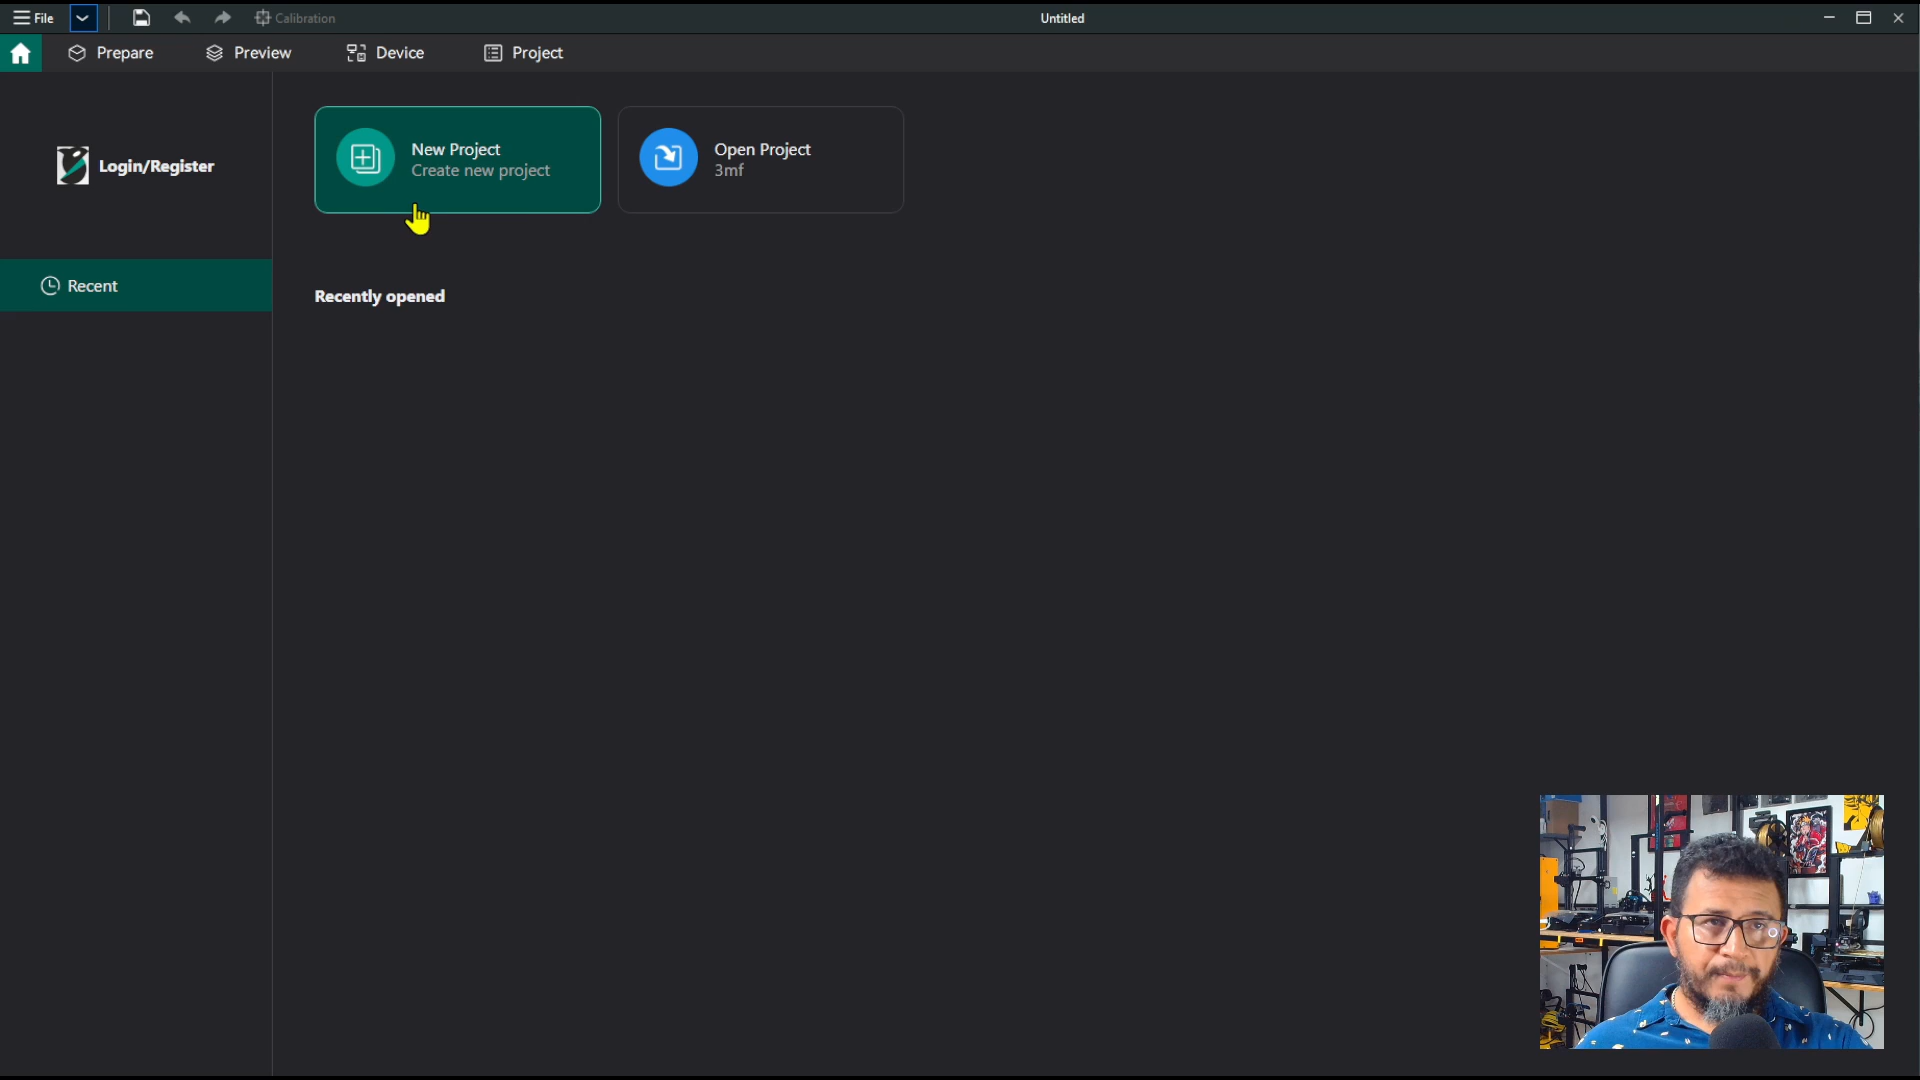 File
Calibration
Untitled
Prepare
Preview
Device
Project
Login/Register
New Project
Create new project
Open Project
3mf
Recent
Recently opened